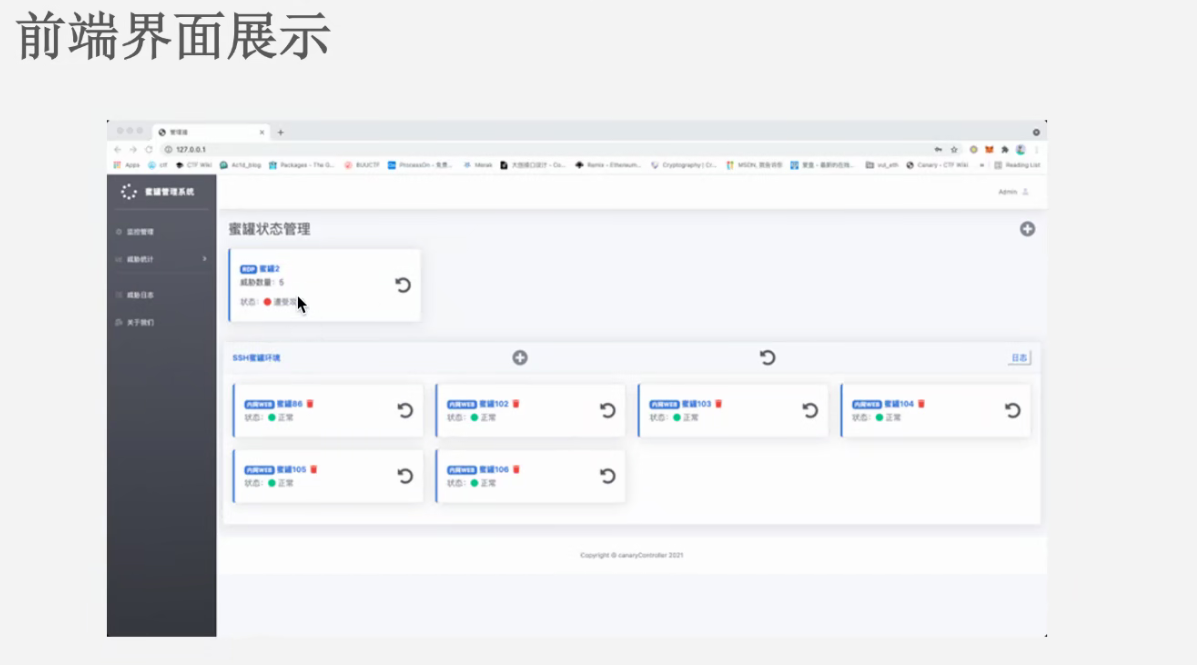 前端界面展示
管理端
127.0.0.1
Apps ctf CTF Wiki Ac1d_blog Packages - The G... BUUCTF ProcessOn - 免费... 大创接口设计 - Co... Remix - Ethereum... Cryptography | Cr... vul_eth Canary - CTF Wiki Reading List
蜜罐管理系统
Admin
监控管理
蜜罐状态管理
威胁统计
RDP 蜜罐2
威胁数量：5
威胁日志
状态： 遭受攻
关于我们
SSH蜜罐环境 日志
内网WEB 蜜罐86 内网WEB 蜜罐102 内网WEB 蜜罐103 内网WEB 蜜罐104
状态： 正常 状态： 正常 状态： 正常 状态： 正常
内网WEB 蜜罐105 内网WEB 蜜罐106
状态： 正常 状态： 正常
Copyright © canaryController 2021